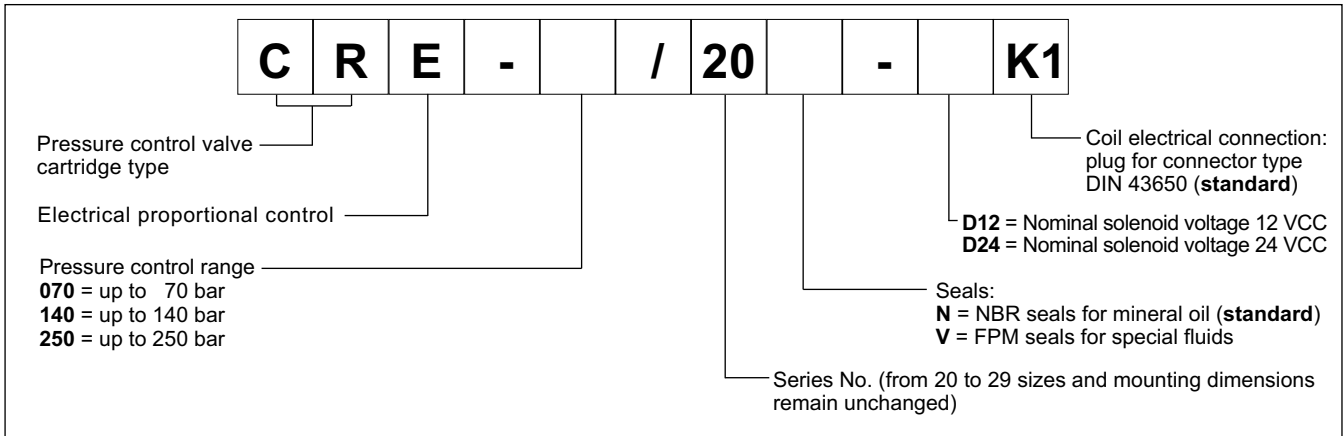 C R E - / 20 - K1
Pressure control valve
cartridge type
Electrical proportional control
Pressure control range
070 = up to 70 bar
140 = up to 140 bar
250 = up to 250 bar
Coil electrical connection:
plug for connector type
DIN 43650 (standard)
D12 = Nominal solenoid voltage 12 VCC
D24 = Nominal solenoid voltage 24 VCC
Seals:
N = NBR seals for mineral oil (standard)
V = FPM seals for special fluids
Series No. (from 20 to 29 sizes and mounting dimensions
remain unchanged)